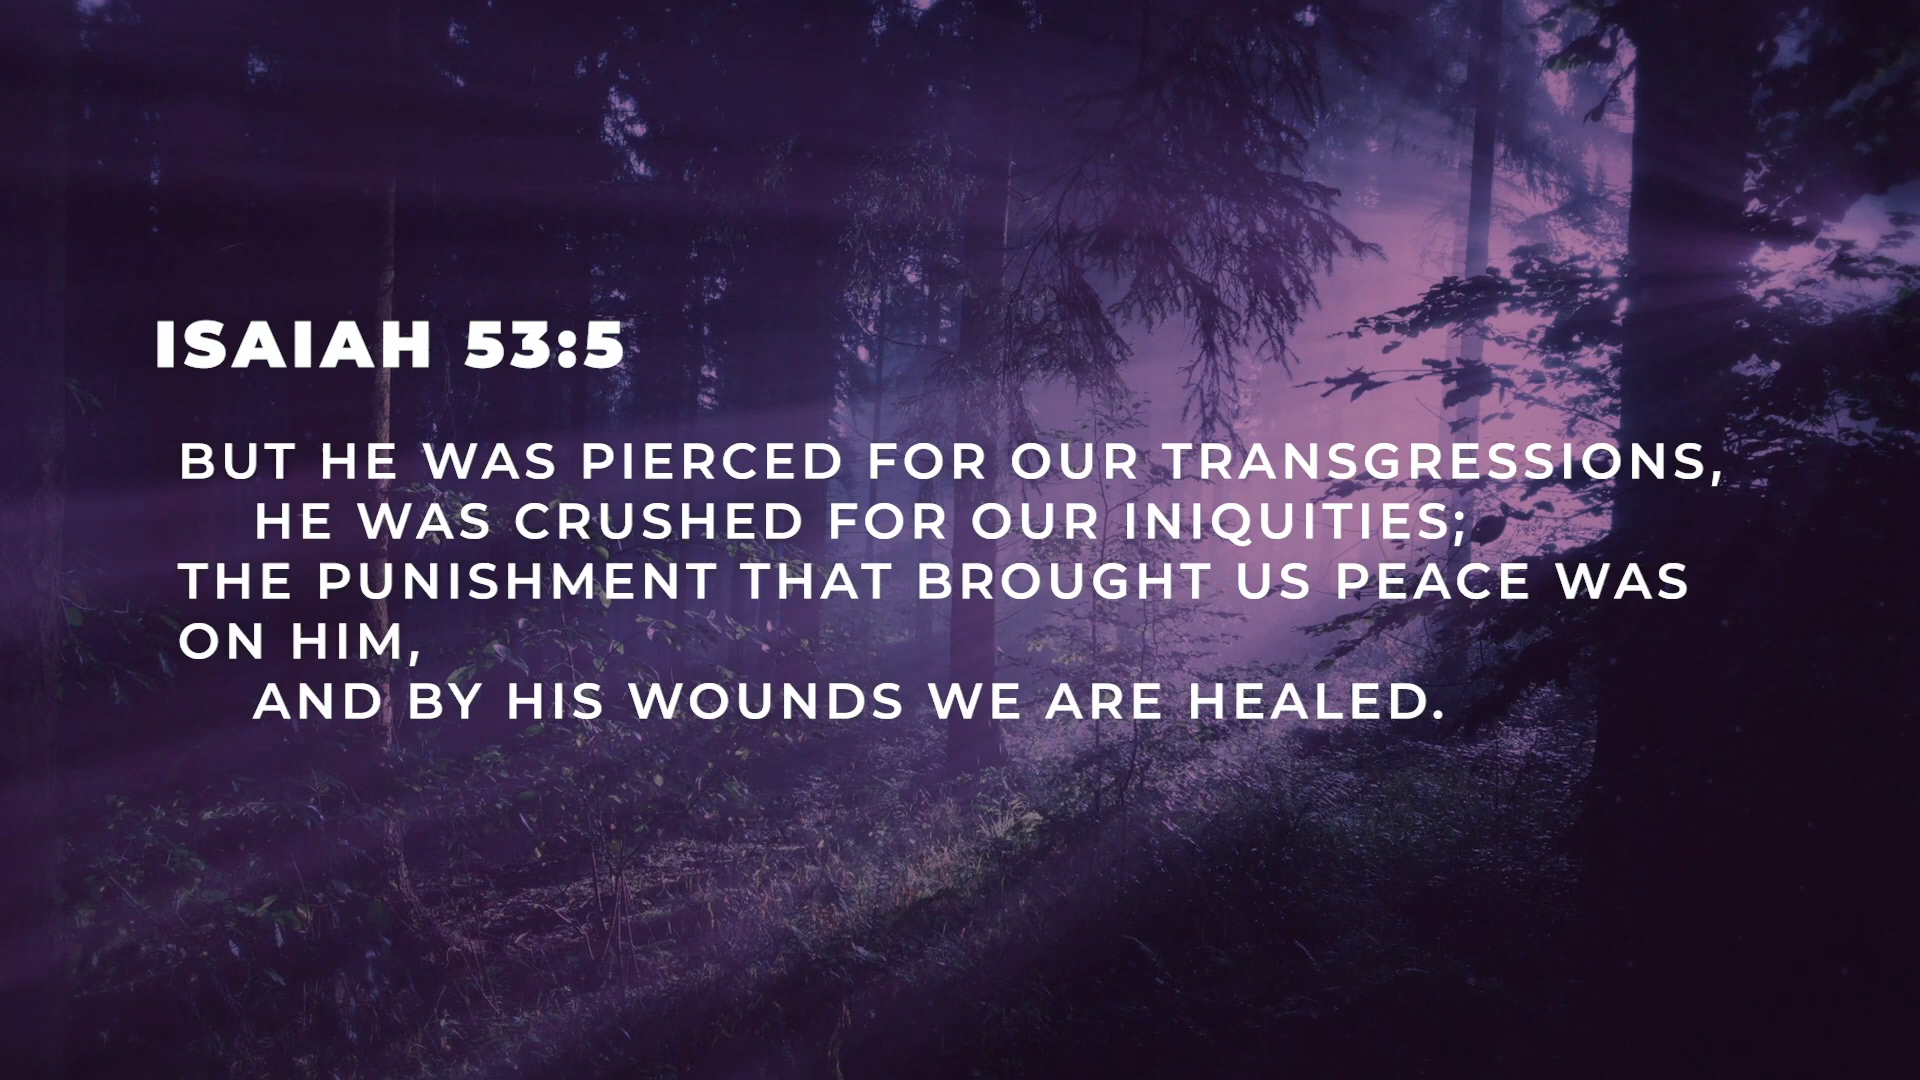 ISAIAH 53:5
BUT HE WAS PIERCED FOR OUR TRANSGRESSIONS,
HE WAS CRUSHED FOR OUR INIQUITIES;
THE PUNISHMENT THAT BROUGHT US PEACE WAS
ON HIM,
AND BY HIS WOUNDS WE ARE HEALED.